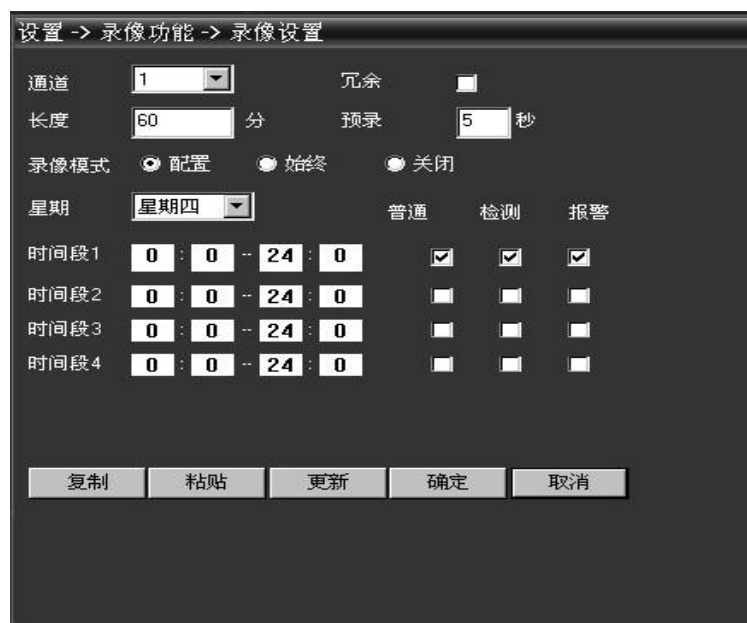 设置 -> 录像功能 -> 录像设置
通道 1 冗余
长度 60 分 预录 5 秒
录像模式 配置 始终 关闭
星期 星期四 普通 检测 报警
时间段1 0 : 0 -- 24 : 0
时间段2 0 : 0 -- 24 : 0
时间段3 0 : 0 -- 24 : 0
时间段4 0 : 0 -- 24 : 0
复制 粘贴 更新 确定 取消